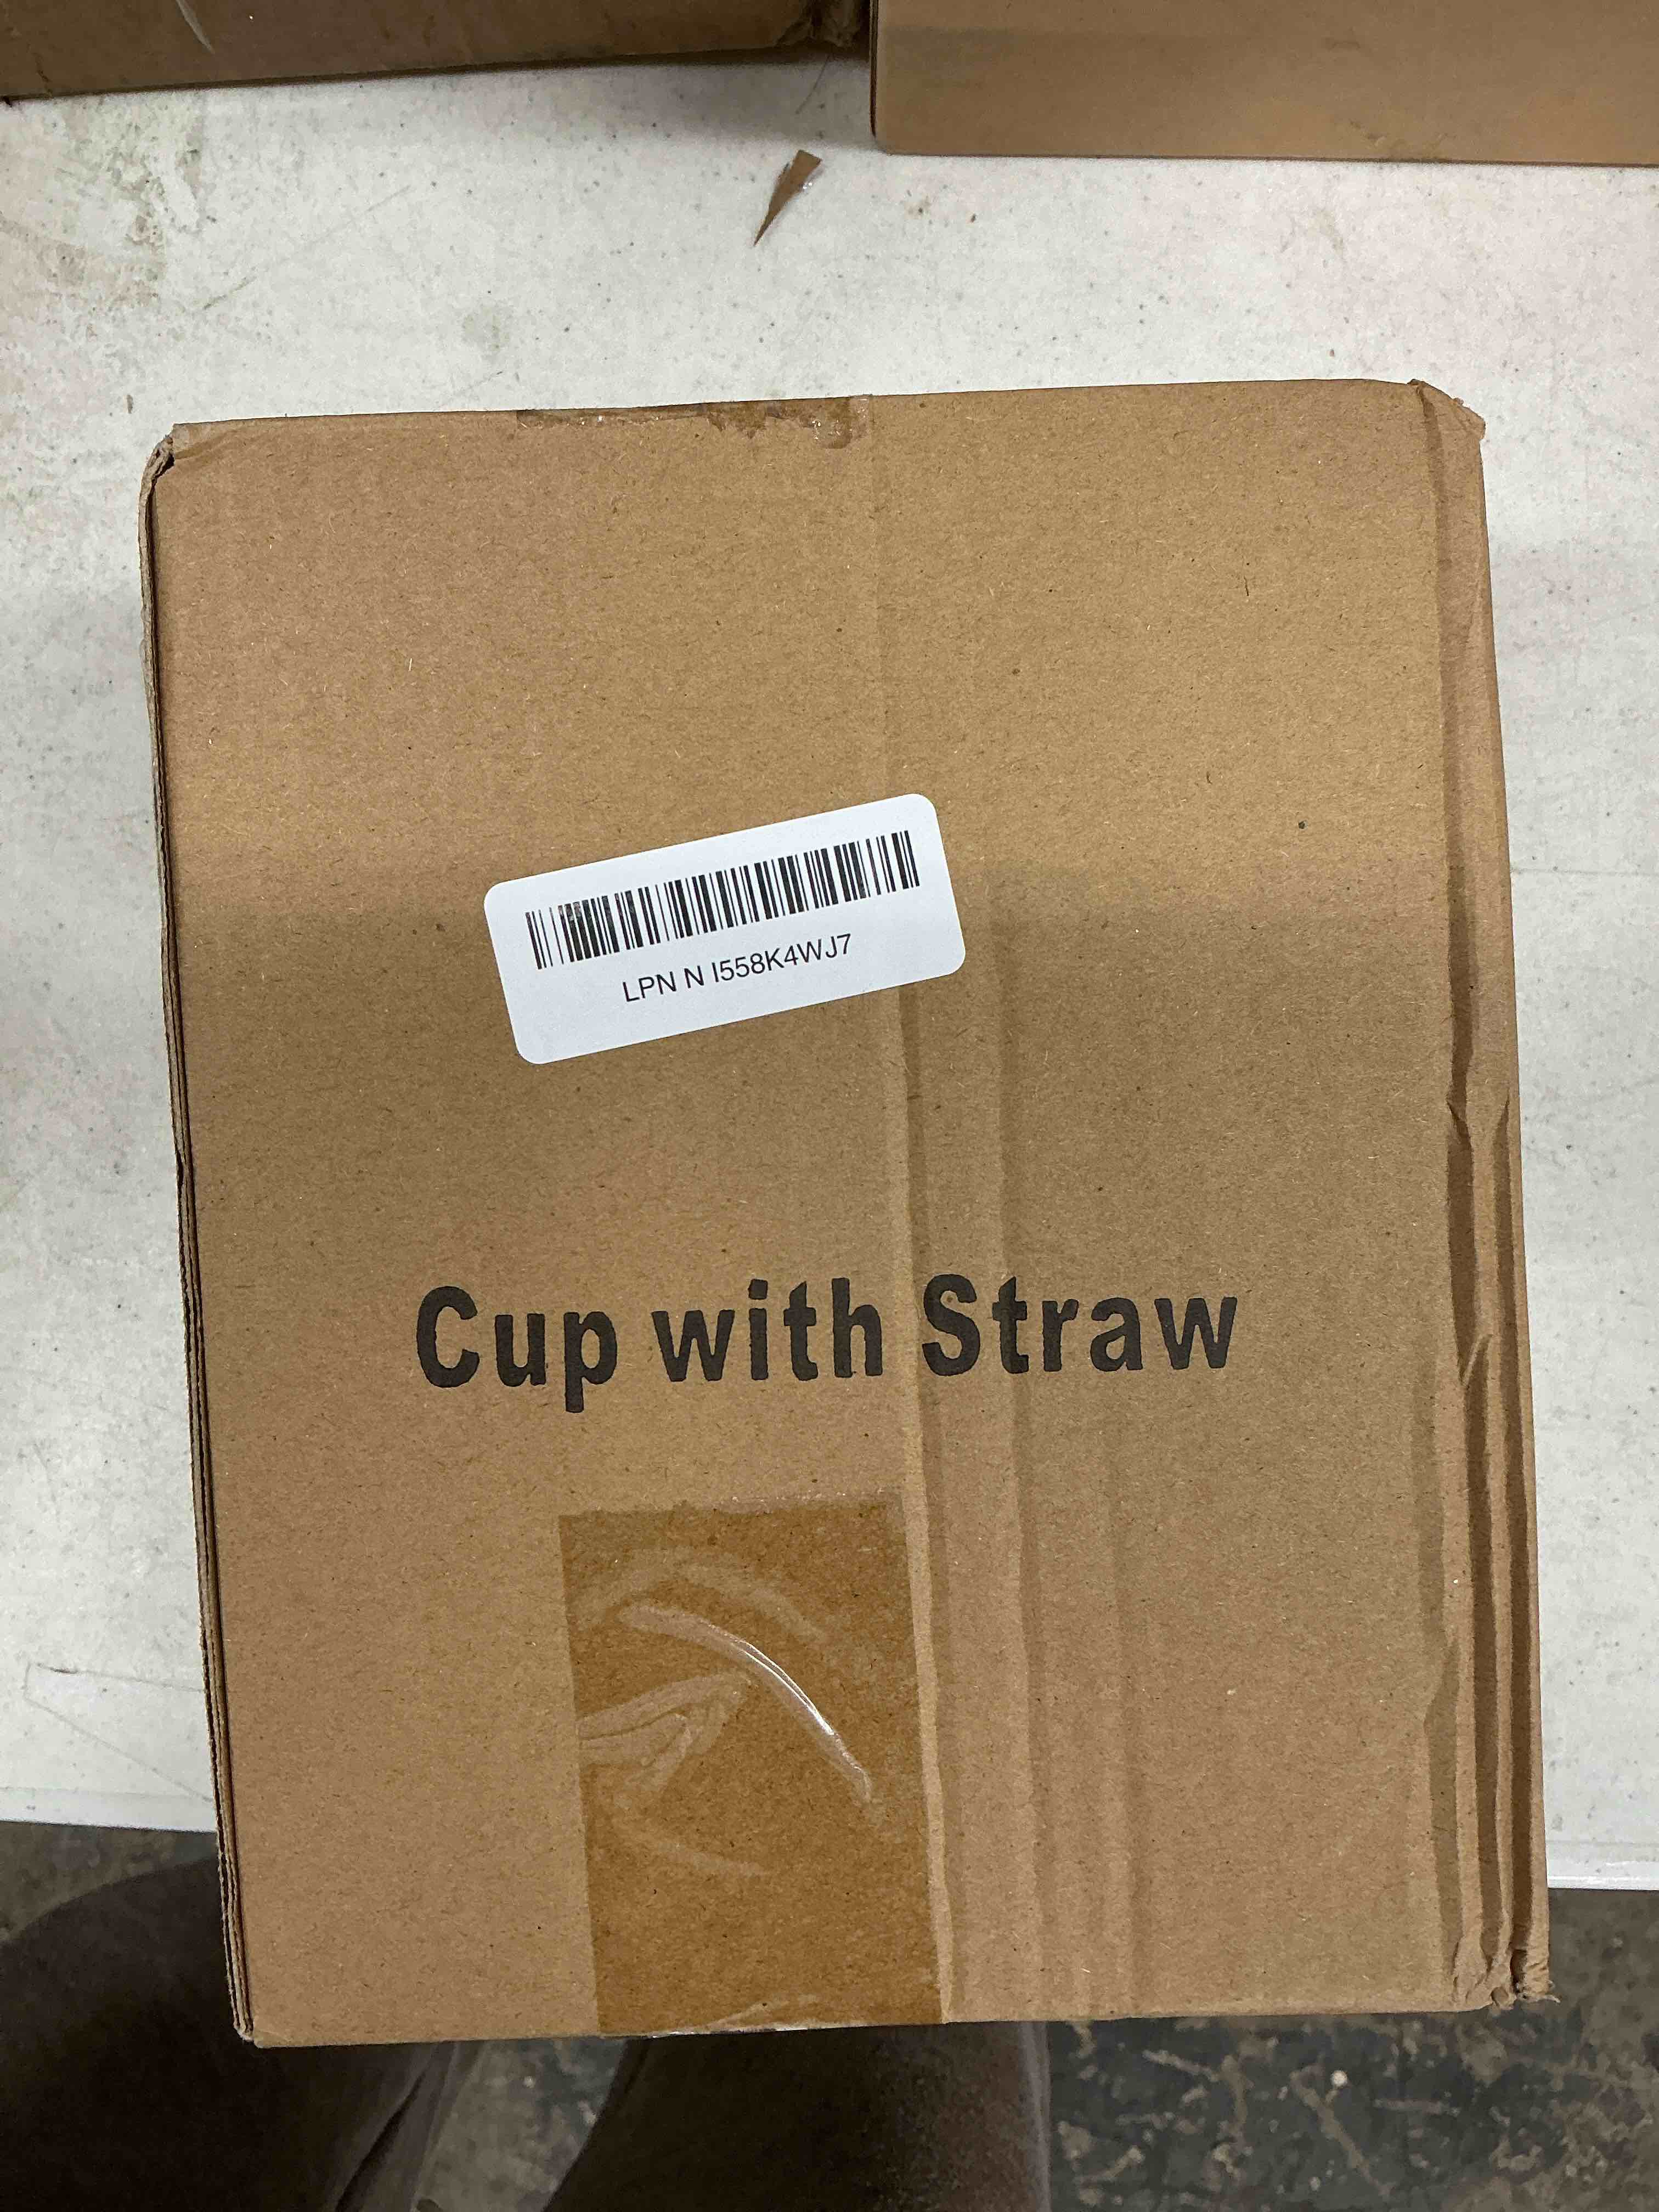 LPN N I558K4WJ7
Cup with Straw